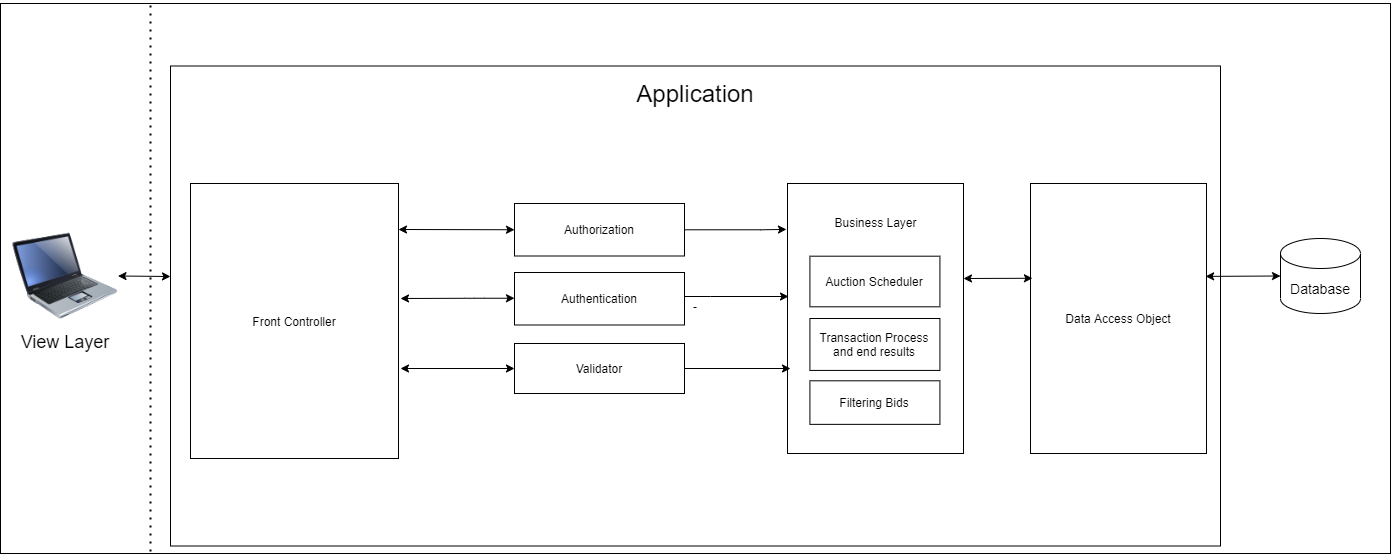 Application
View Layer
Front Controller
Authorization
Authentication
-
Validator
Business Layer
Auction Scheduler
Transaction Process
and end results
Filtering Bids
Data Access Object
Database